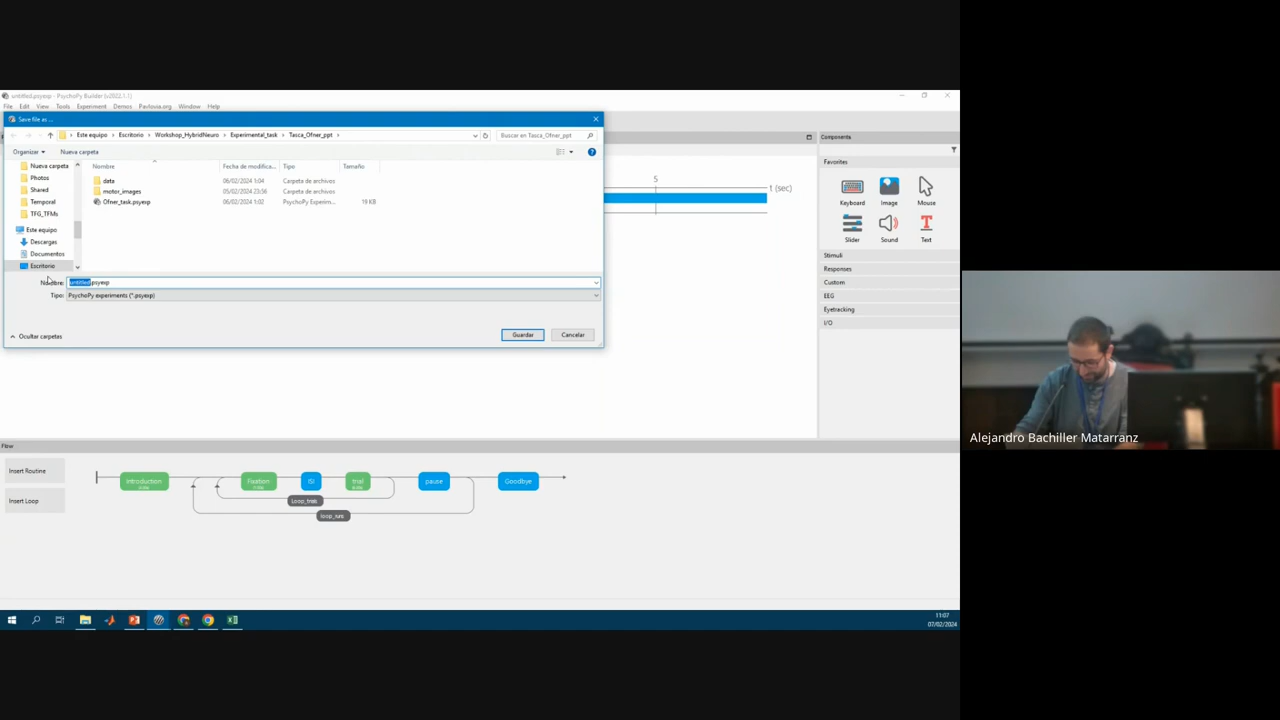 untitled.psyexp - PsychoPy Builder (v2022.1.1)
File Edit View Tools Experiment Demos Pavlovia.org Window Help
Save file as ...
Este equipo > Escritorio > Workshop_HybridNeuro > Experimental_task > Tasca_Ofner_ppt >
Buscar en Tasca_Ofner_ppt
Organizar
Nueva carpeta
Nueva carpeta
Photos
Shared
Temporal
TFG_TFMs
Este equipo
Descargas
Documentos
Escritorio
Nombre Fecha de modifica... Tipo Tamaño
data 06/02/2024 1:04 Carpeta de archivos
motor_images 05/02/2024 23:36 Carpeta de archivos
Ofner_task.psyexp 06/02/2024 1:02 PsychoPy Experim... 19 KB
Nombre: untitled.psyexp
Tipo: PsychoPy experiments (*.psyexp)
Ocultar carpetas
Guardar
Cancelar
5
t (sec)
Components
Favorites
Keyboard Image Mouse
Slider Sound Text
Stimuli
Responses
Custom
EEG
Eyetracking
I/O
Alejandro Bachiller Matarranz
Flow
Insert Routine
Insert Loop
Introduction
Fixation
ISI
trial
pause
Goodbye
11:07
07/02/2024